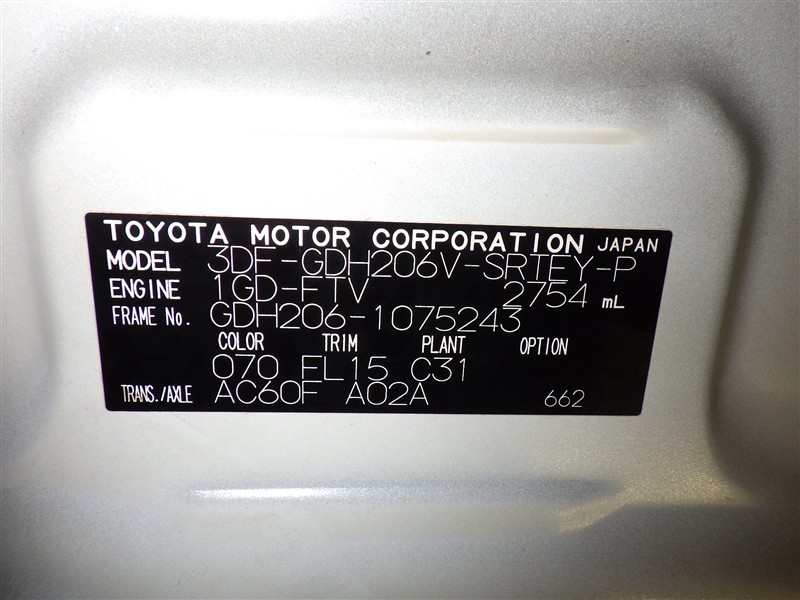 TOYOTA MOTOR CORPORATION JAPAN
MODEL 3DF-GDH206V-SRTEY-P
ENGINE 1GD-FTV 2754 mL
FRAME No. GDH206-1075243
COLOR TRIM PLANT OPTION
070 FL15 C31
TRANS./AXLE AC60F A02A 662